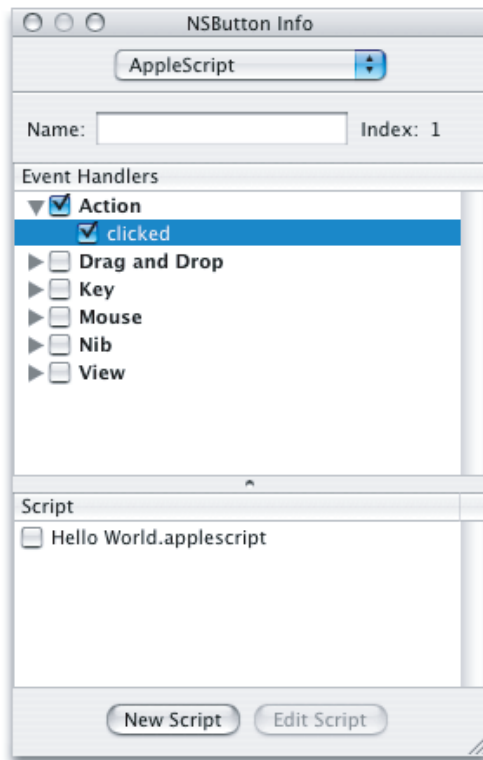 NSButton Info
AppleScript
Name: Index: 1
Event Handlers
Action
clicked
Drag and Drop
Key
Mouse
Nib
View
Script
Hello World.applescript
New Script Edit Script